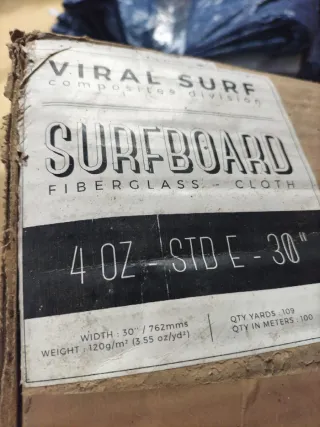 VIRAL SURF
composites division
SURFBOARD
FIBERGLASS - CLOTH
4 OZ - STD E - 30"
WIDTH : 30'' / 762mms
WEIGHT : 120g/m² (3.55 oz/yd²)
QTY YARDS : 109
QTY IN METERS : 100